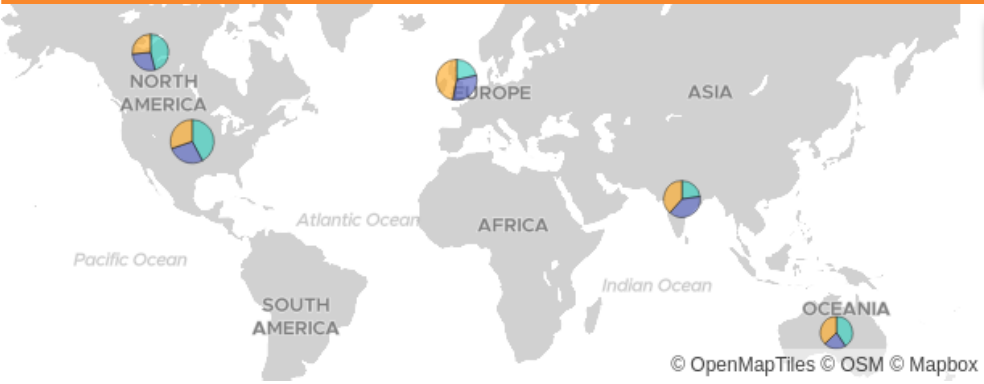 NORTH
AMERICA
EUROPE
ASIA
Atlantic Ocean
AFRICA
Pacific Ocean
Indian Ocean
SOUTH
AMERICA
OCEANIA
© OpenMapTiles © OSM © Mapbox